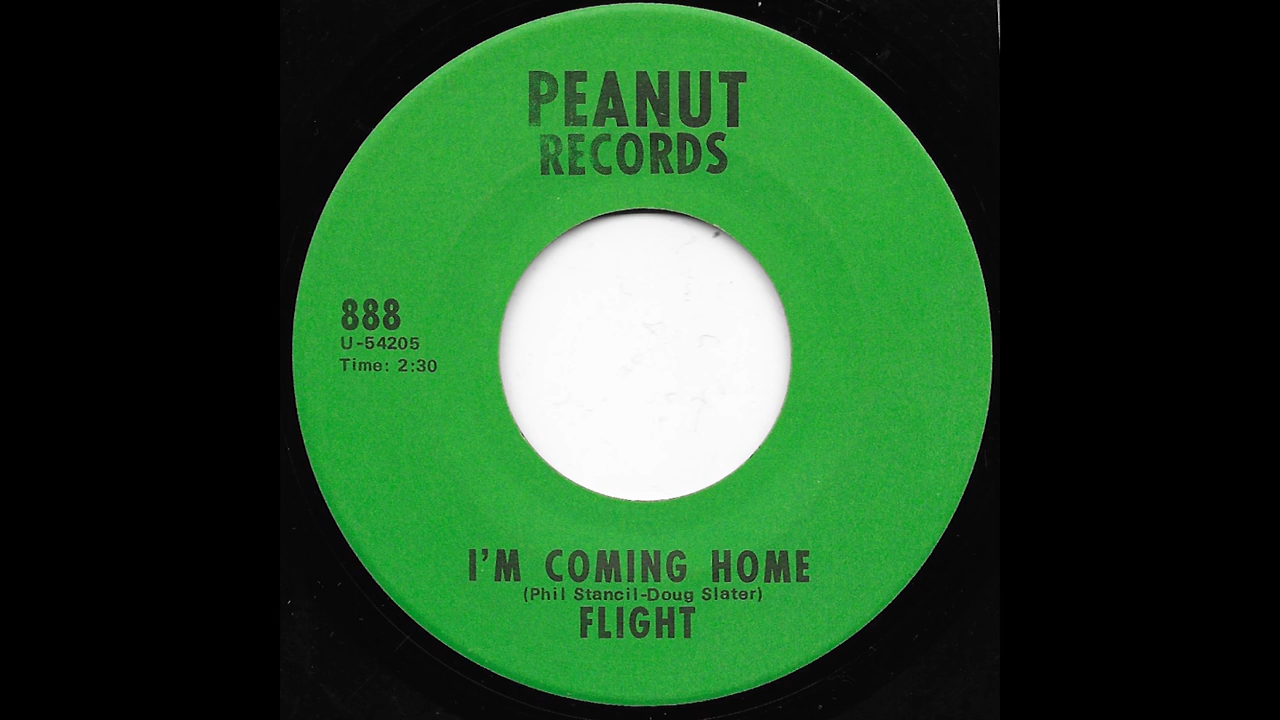 PEANUT
RECORDS
888
U-54205
Time: 2:30
I'M COMING HOME
(Phil Stancil-Doug Slater)
FLIGHT